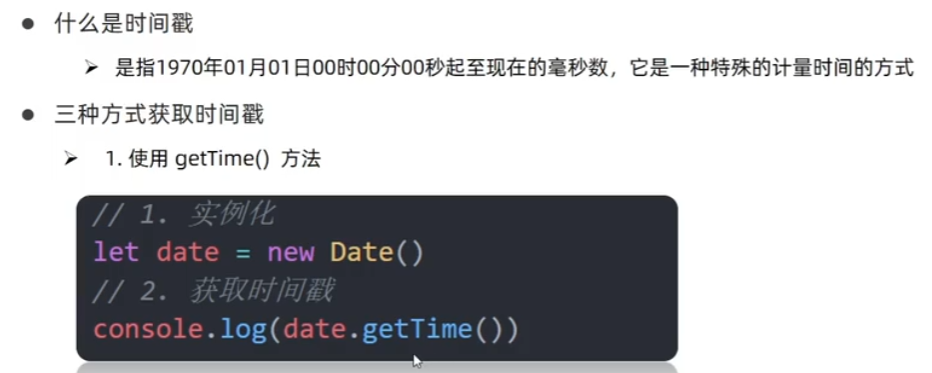 ● 什么是时间戳
➢ 是指1970年01月01日00时00分00秒起至现在的毫秒数，它是一种特殊的计量时间的方式
● 三种方式获取时间戳
➢ 1. 使用 getTime() 方法
// 1. 实例化
let date = new Date()
// 2. 获取时间戳
console.log(date.getTime())